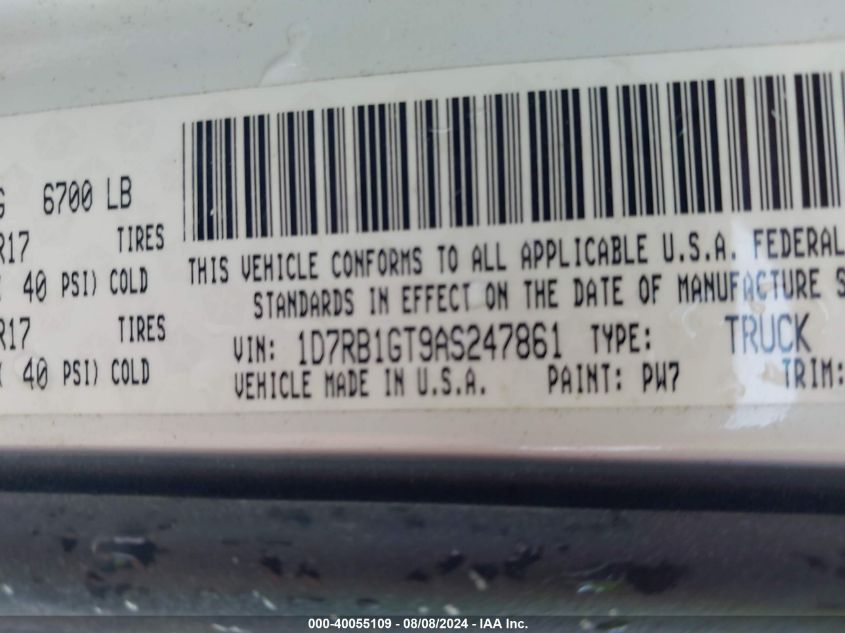 G 6700 LB
R17 TIRES
40 PSI) COLD
R17 TIRES
40 PSI) COLD
THIS VEHICLE CONFORMS TO ALL APPLICABLE U.S.A. FEDERAL
STANDARDS IN EFFECT ON THE DATE OF MANUFACTURE S
VIN: 1D7RB1GT9AS247861 TYPE: TRUCK
VEHICLE MADE IN U.S.A. PAINT: PW7 TRIM:
000-40055109 - 08/08/2024 - IAA Inc.